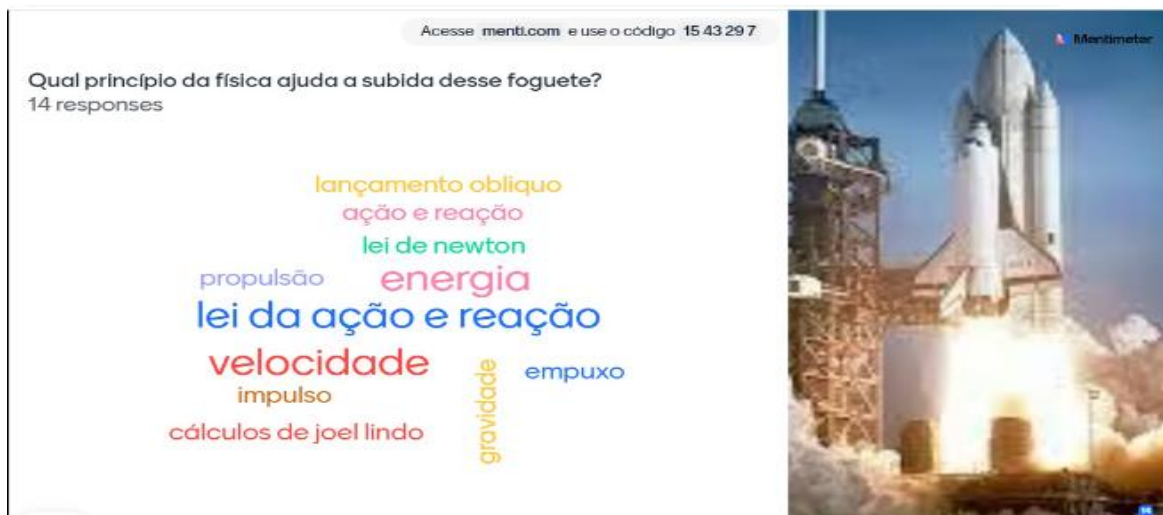 Acesse menti.com e use o código 15 43 29 7
Mentimeter
Qual princípio da física ajuda a subida desse foguete?
14 responses
lançamento obliquo
ação e reação
lei de newton
propulsão energia
lei da ação e reação
velocidade
gravidade
empuxo
impulso
cálculos de joel lindo